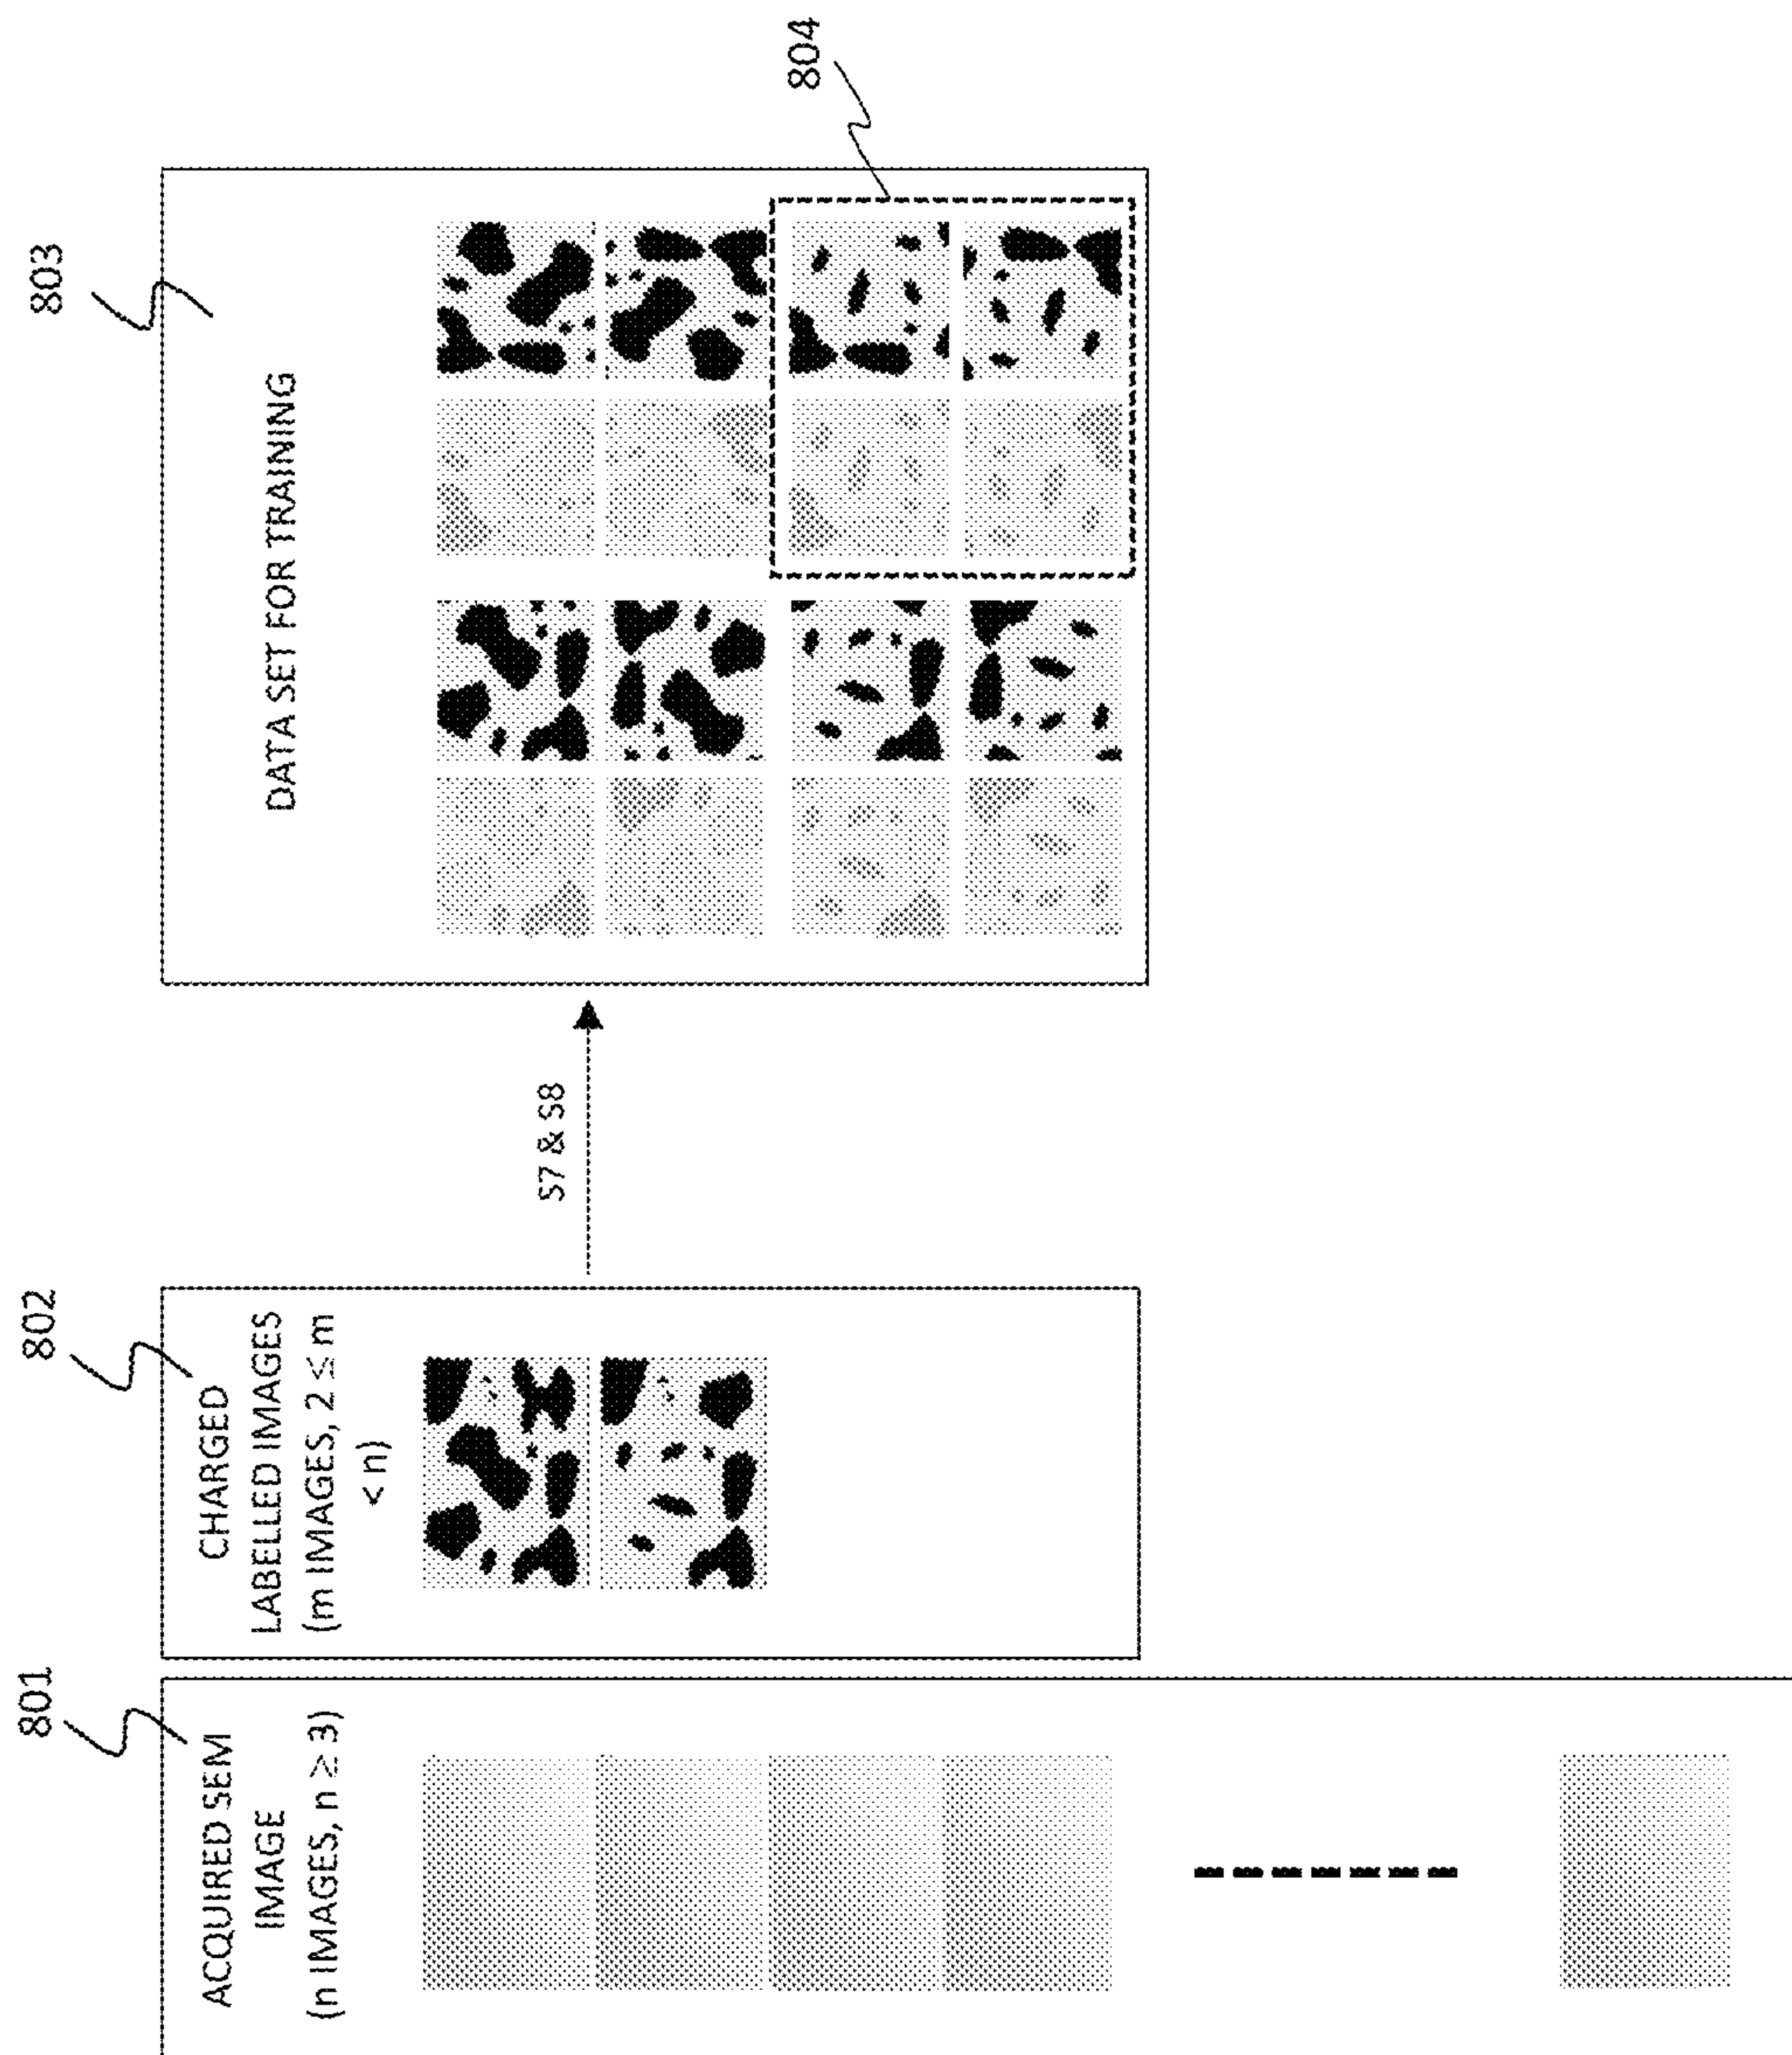 801
ACQUIRED SEM
IMAGE
(n IMAGES, n ≥ 3)
802
CHARGED
LABELLED IMAGES
(m IMAGES, 2 ≤ m
< n)
S7 & S8
803
DATA SET FOR TRAINING
804